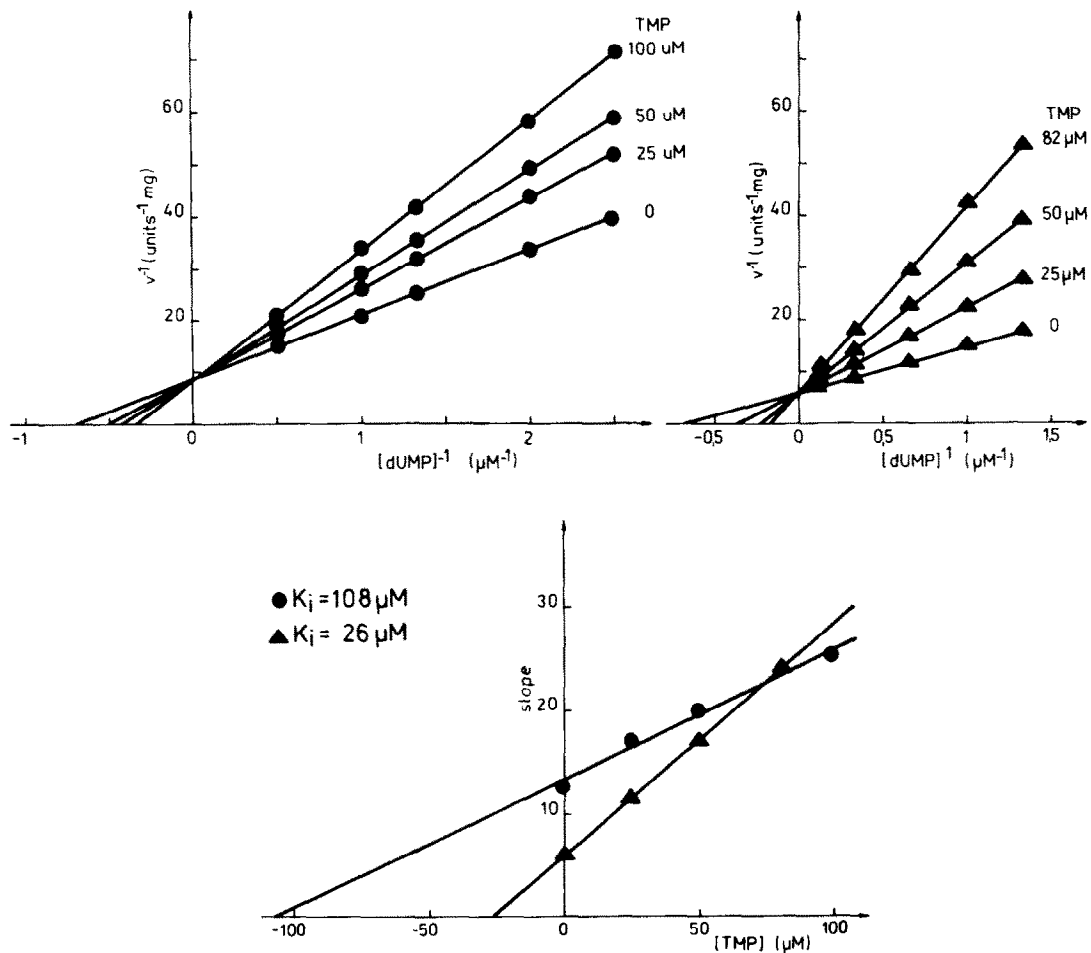 TMP
100 uM
50 uM
25 uM
0
60
40
20
v⁻¹ (units⁻¹ mg)
-1
0
1
2
[dUMP]⁻¹ (µM⁻¹)
TMP
82 µM
50 µM
25 µM
0
60
40
20
v⁻¹ (units⁻¹ mg)
-0,5
0
0,5
1
1,5
[dUMP]¹ (µM⁻¹)
● Ki = 108 µM
▲ Ki = 26 µM
30
20
10
slope
-100
-50
0
50
100
[TMP] (µM)